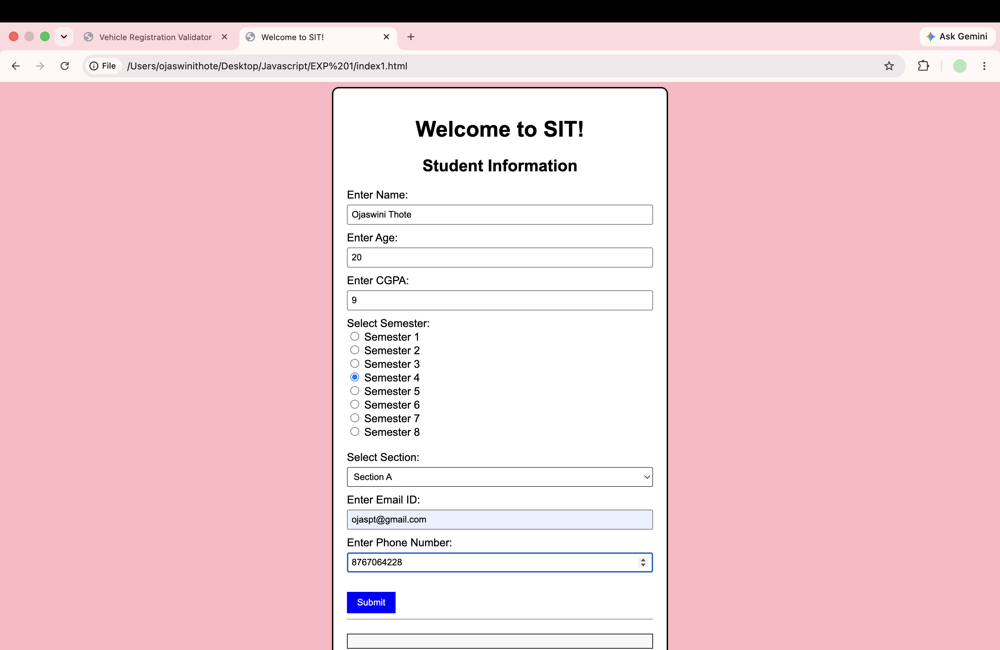 Vehicle Registration Validator
Welcome to SIT!
Ask Gemini
File
/Users/ojaswinithote/Desktop/Javascript/EXP%201/index1.html
Welcome to SIT!
Student Information
Enter Name:
Ojaswini Thote
Enter Age:
20
Enter CGPA:
9
Select Semester:
Semester 1
Semester 2
Semester 3
Semester 4
Semester 5
Semester 6
Semester 7
Semester 8
Select Section:
Section A
Enter Email ID:
ojaspt@gmail.com
Enter Phone Number:
8767064228
Submit